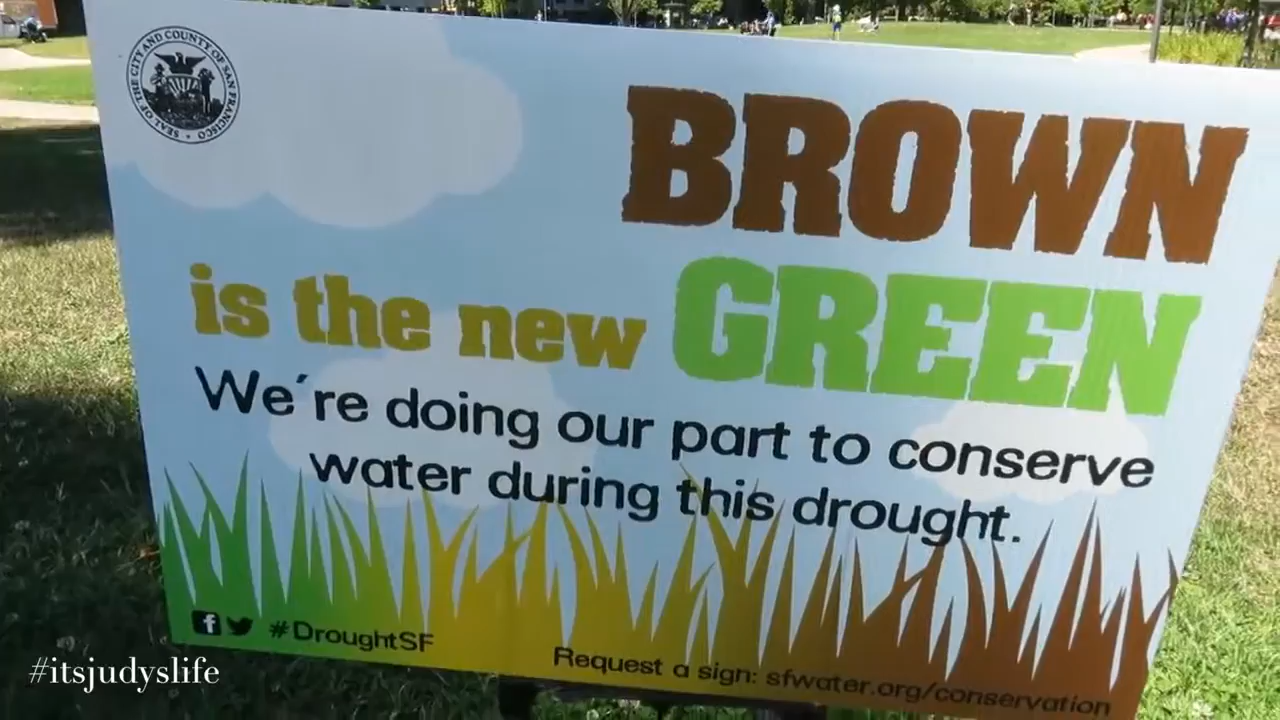 SEAL OF THE CITY AND COUNTY OF SAN FRANCISCO
BROWN
is the new GREEN
We're doing our part to conserve
water during this drought.
#DroughtSF
Request a sign: sfwater.org/conservation
#itsjudyslife